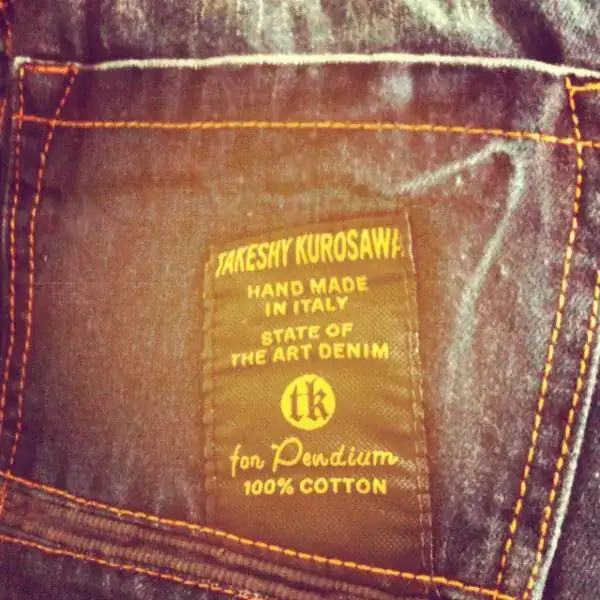 TAKESHY KUROSAWA
HAND MADE
IN ITALY
STATE OF
THE ART DENIM
tk
for Pendium
100% COTTON